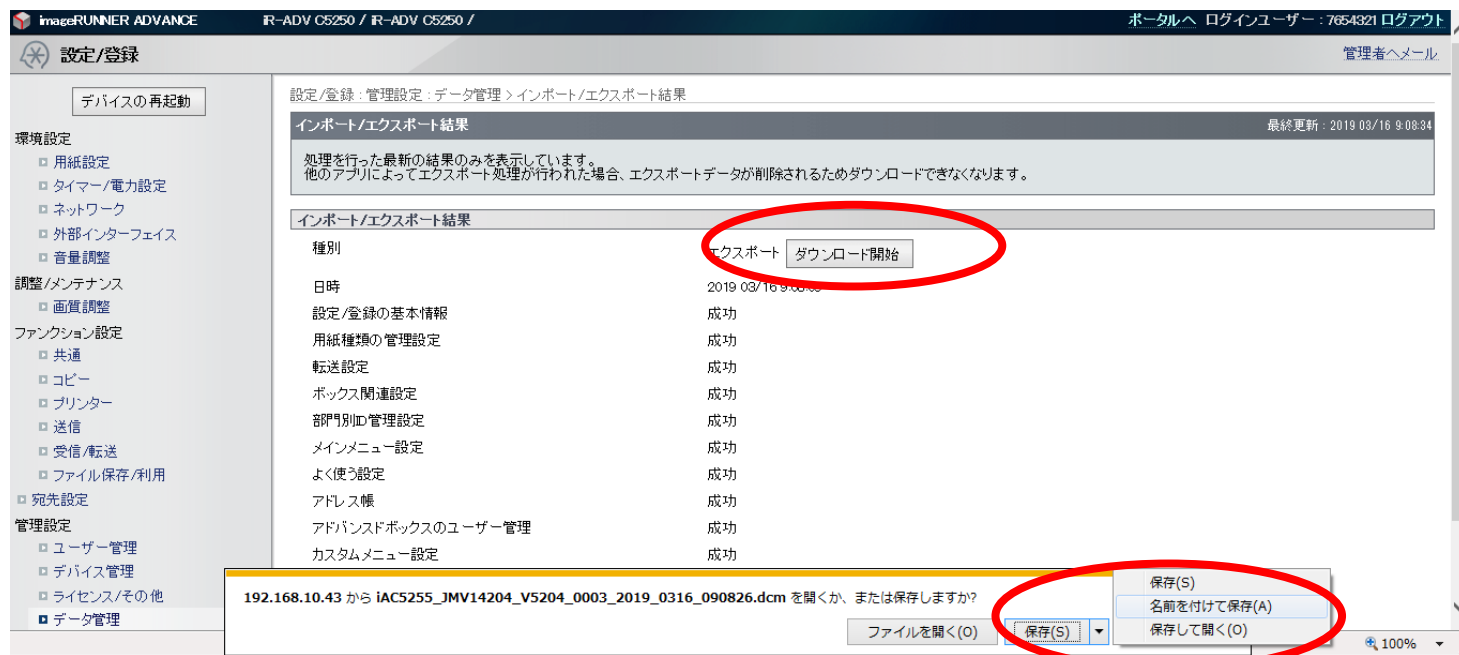 imageRUNNER ADVANCE iR-ADV C5250 / iR-ADV C5250 / ポータルへ ログインユーザー : 7654321 ログアウト
設定/登録 管理者へメール
デバイスの再起動
環境設定
用紙設定
タイマー/電力設定
ネットワーク
外部インターフェイス
音量調整
調整/メンテナンス
画質調整
ファンクション設定
共通
コピー
プリンター
送信
受信/転送
ファイル保存/利用
宛先設定
管理設定
ユーザー管理
デバイス管理
ライセンス/その他
データ管理
設定/登録 : 管理設定 : データ管理 > インポート/エクスポート結果
インポート/エクスポート結果 最終更新 : 2019 03/16 9:08:34
処理を行った最新の結果のみを表示しています。
他のアプリによってエクスポート処理が行われた場合、エクスポートデータが削除されるためダウンロードできなくなります。
インポート/エクスポート結果
種別 エクスポート ダウンロード開始
日時 2019 03/16
設定/登録の基本情報 成功
用紙種類の管理設定 成功
転送設定 成功
ボックス関連設定 成功
部門別ID管理設定 成功
メインメニュー設定 成功
よく使う設定 成功
アドレス帳 成功
アドバンスドボックスのユーザー管理 成功
カスタムメニュー設定 成功
192.168.10.43 から iAC5255_JMV14204_V5204_0003_2019_0316_090826.dcm を開くか、または保存しますか?
ファイルを開く(O) 保存(S)
保存(S)
名前を付けて保存(A)
保存して開く(O)
100%